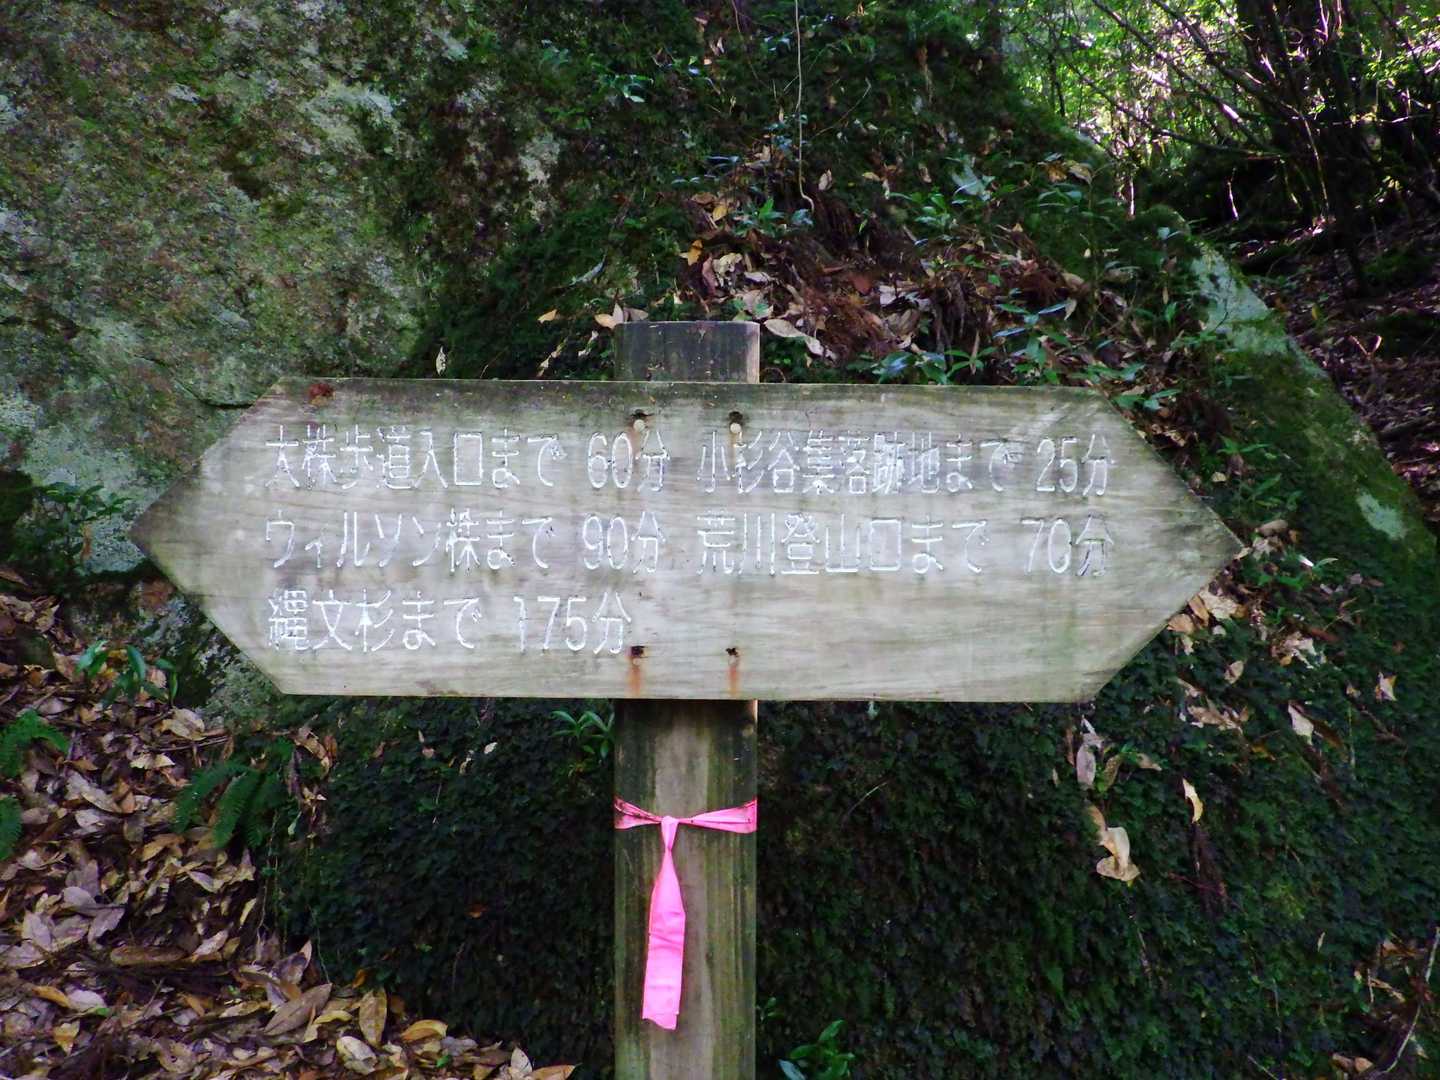 大株歩道入口まで 60分
ウィルソン株まで 90分
縄文杉まで 175分
小杉谷集落跡地まで 25分
荒川登山口まで 70分